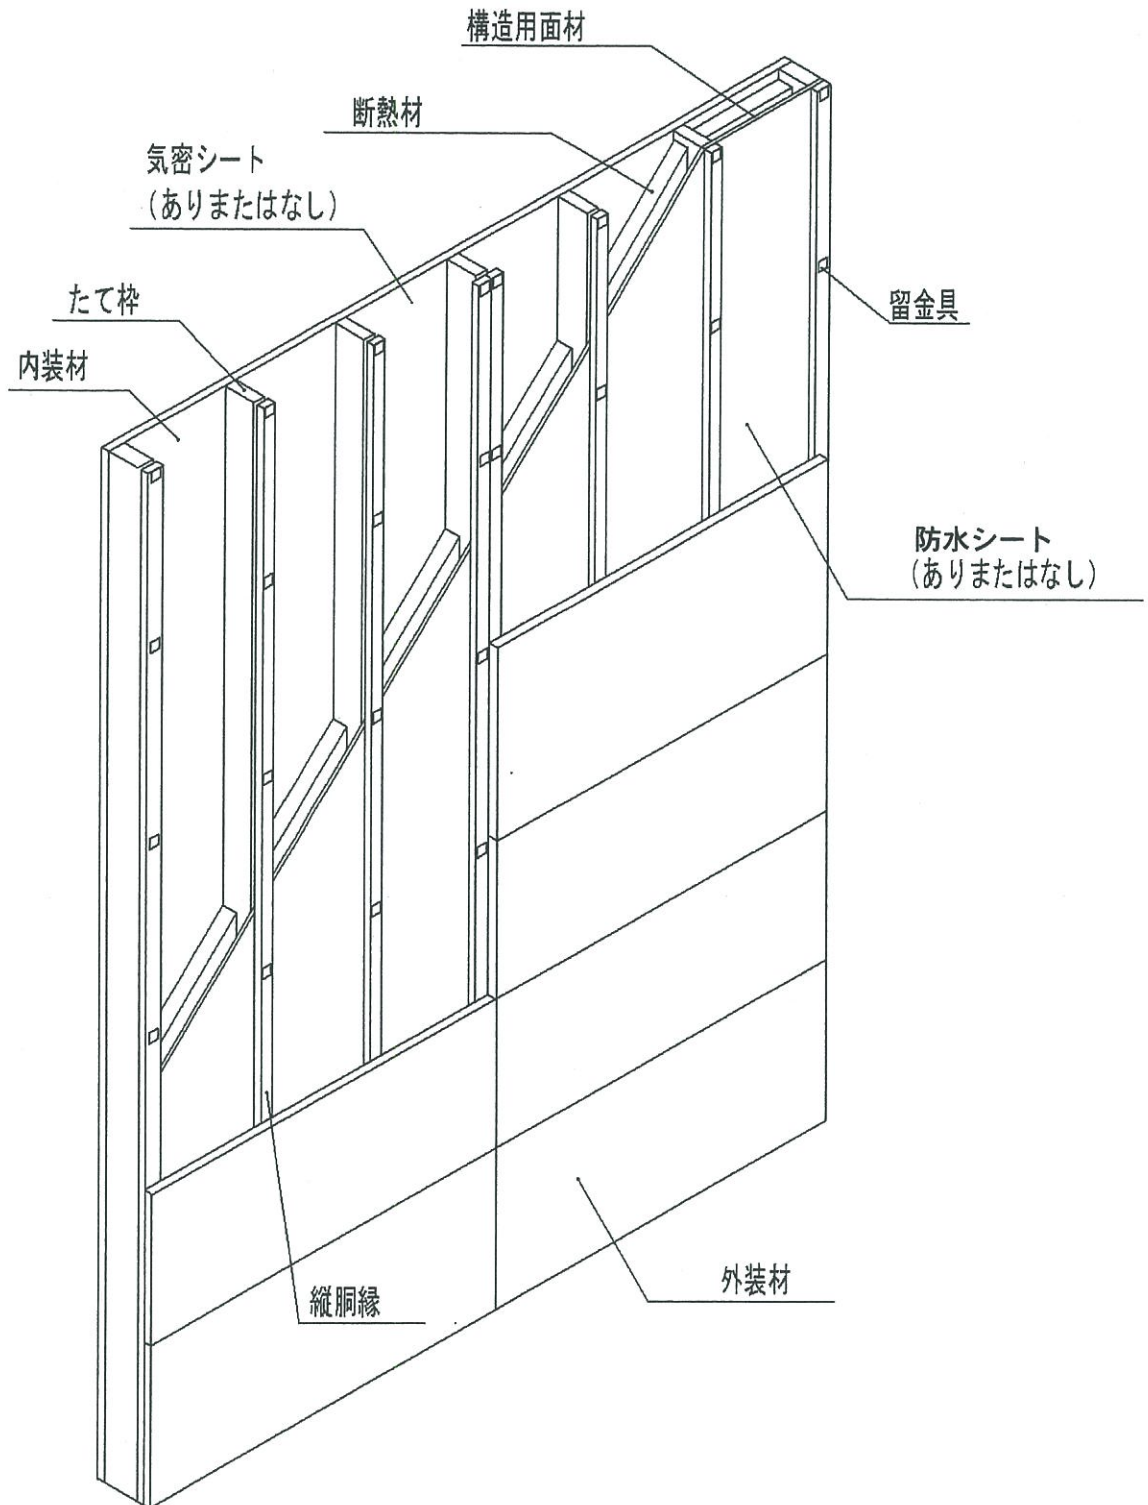 構造用面材
断熱材
気密シート
(ありまたはなし)
たて枠
内装材
留金具
防水シート
(ありまたはなし)
外装材
縦胴縁